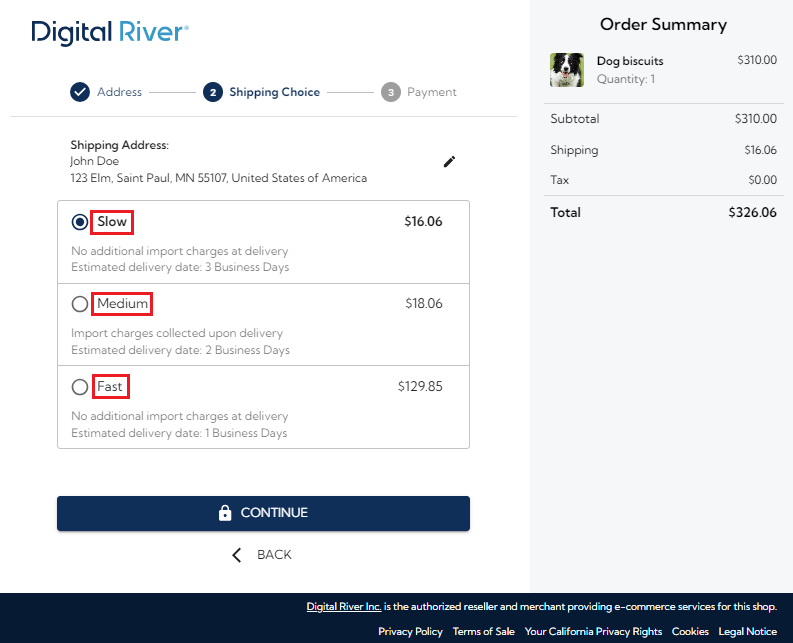 Digital River®
Address
2 Shipping Choice
3 Payment
Shipping Address:
John Doe
123 Elm, Saint Paul, MN 55107, United States of America
Slow $16.06
No additional import charges at delivery
Estimated delivery date: 3 Business Days
Medium $18.06
Import charges collected upon delivery
Estimated delivery date: 2 Business Days
Fast $129.85
No additional import charges at delivery
Estimated delivery date: 1 Business Days
CONTINUE
BACK
Order Summary
Dog biscuits $310.00
Quantity: 1
Subtotal $310.00
Shipping $16.06
Tax $0.00
Total $326.06
Digital River Inc. is the authorized reseller and merchant providing e-commerce services for this shop.
Privacy Policy Terms of Sale Your California Privacy Rights Cookies Legal Notice